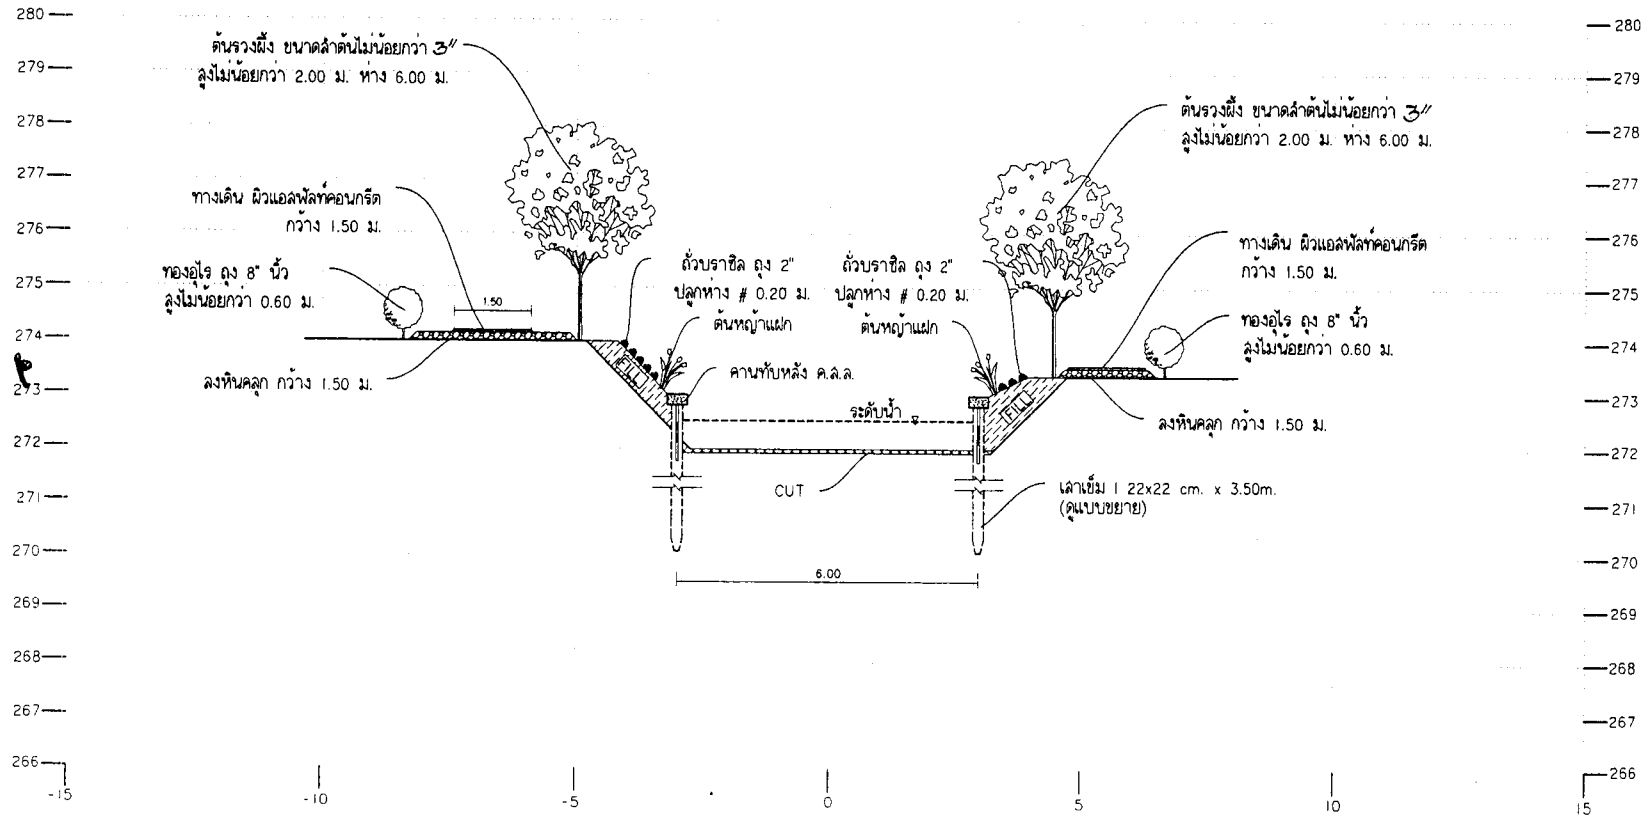 280
279
278
277
276
275
274
273
272
271
270
269
268
267
266
ต้นรวงผึ้ง ขนาดลำต้นไม่น้อยกว่า 3"
สูงไม่น้อยกว่า 2.00 ม. ห่าง 6.00 ม.
ทางเดิน ผิวแอสฟัลท์คอนกรีต
กว้าง 1.50 ม.
ทองอุไร ถุง 8" นิ้ว
สูงไม่น้อยกว่า 0.60 ม.
1.50
ลงหินคลุก กว้าง 1.50 ม.
ถั่วบราซิล ถุง 2"
ปลูกห่าง # 0.20 ม.
ต้นหญ้าแฝก
FILL
คานทับหลัง ค.ส.ล.
ระดับน้ำ
CUT
6.00
ถั่วบราซิล ถุง 2"
ปลูกห่าง # 0.20 ม.
ต้นหญ้าแฝก
FILL
ต้นรวงผึ้ง ขนาดลำต้นไม่น้อยกว่า 3"
สูงไม่น้อยกว่า 2.00 ม. ห่าง 6.00 ม.
ทางเดิน ผิวแอสฟัลท์คอนกรีต
กว้าง 1.50 ม.
ทองอุไร ถุง 8" นิ้ว
สูงไม่น้อยกว่า 0.60 ม.
ลงหินคลุก กว้าง 1.50 ม.
เสาเข็ม I 22x22 cm. x 3.50m.
(ดูแบบขยาย)
280
279
278
277
276
275
274
273
272
271
270
269
268
267
266
-15
-10
-5
0
5
10
15